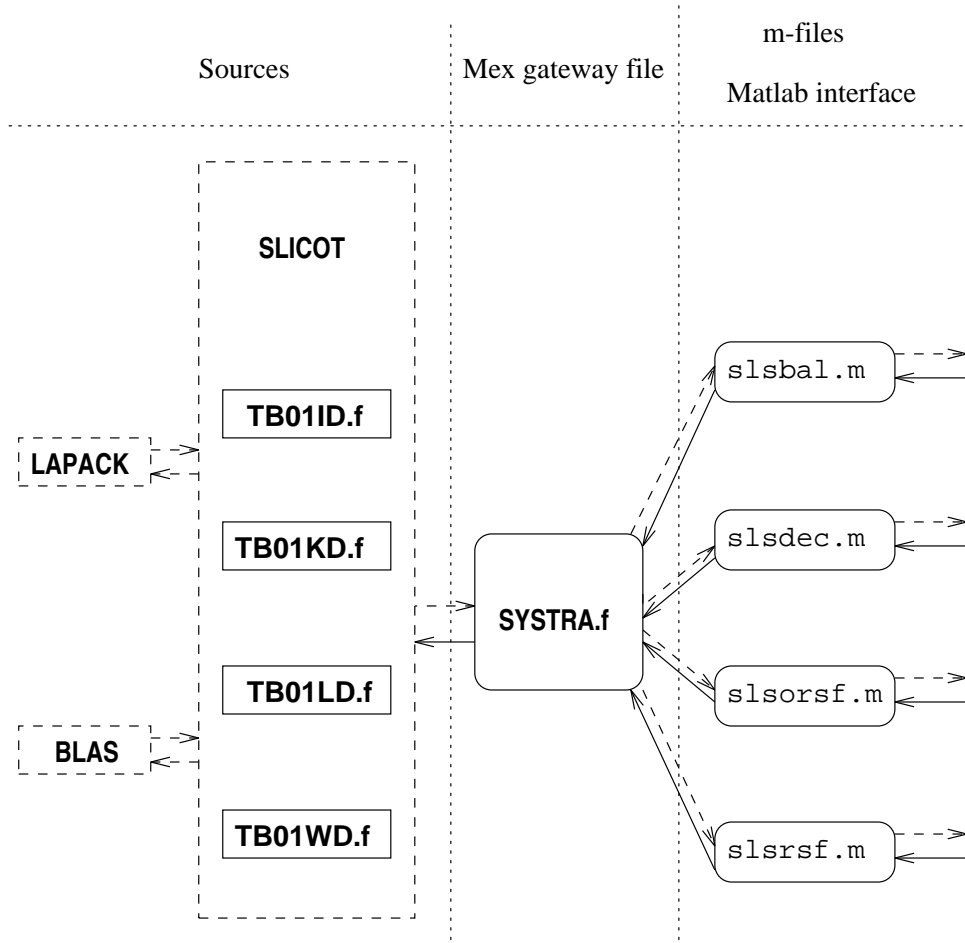 m-files
Sources
Mex gateway file
Matlab interface
SLICOT
slsbal.m
TB01ID.f
LAPACK
TB01KD.f
slsdec.m
SYSTRA.f
TB01LD.f
slsorsf.m
BLAS
TB01WD.f
slsrsf.m